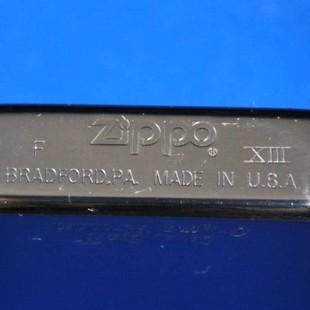 Zippo ®
F XIII
BRADFORD, PA. MADE IN U.S.A